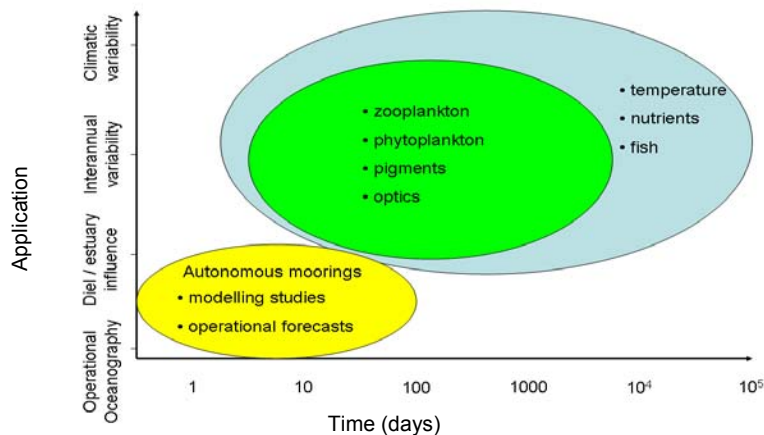 Application
Climatic
variability
Interannual
variability
Diel / estuary
influence
Operational
Oceanography
• zooplankton
• phytoplankton
• pigments
• optics
• temperature
• nutrients
• fish
Autonomous moorings
• modelling studies
• operational forecasts
1 10 100 1000 10⁴ 10⁵
Time (days)